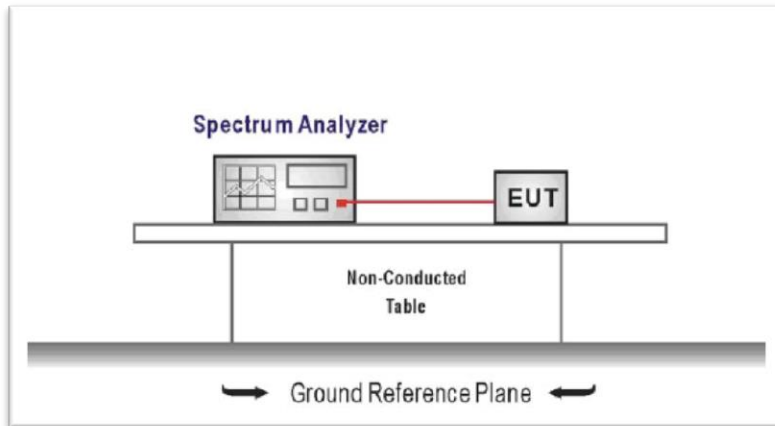 Spectrum Analyzer
EUT
Non-Conducted
Table
Ground Reference Plane